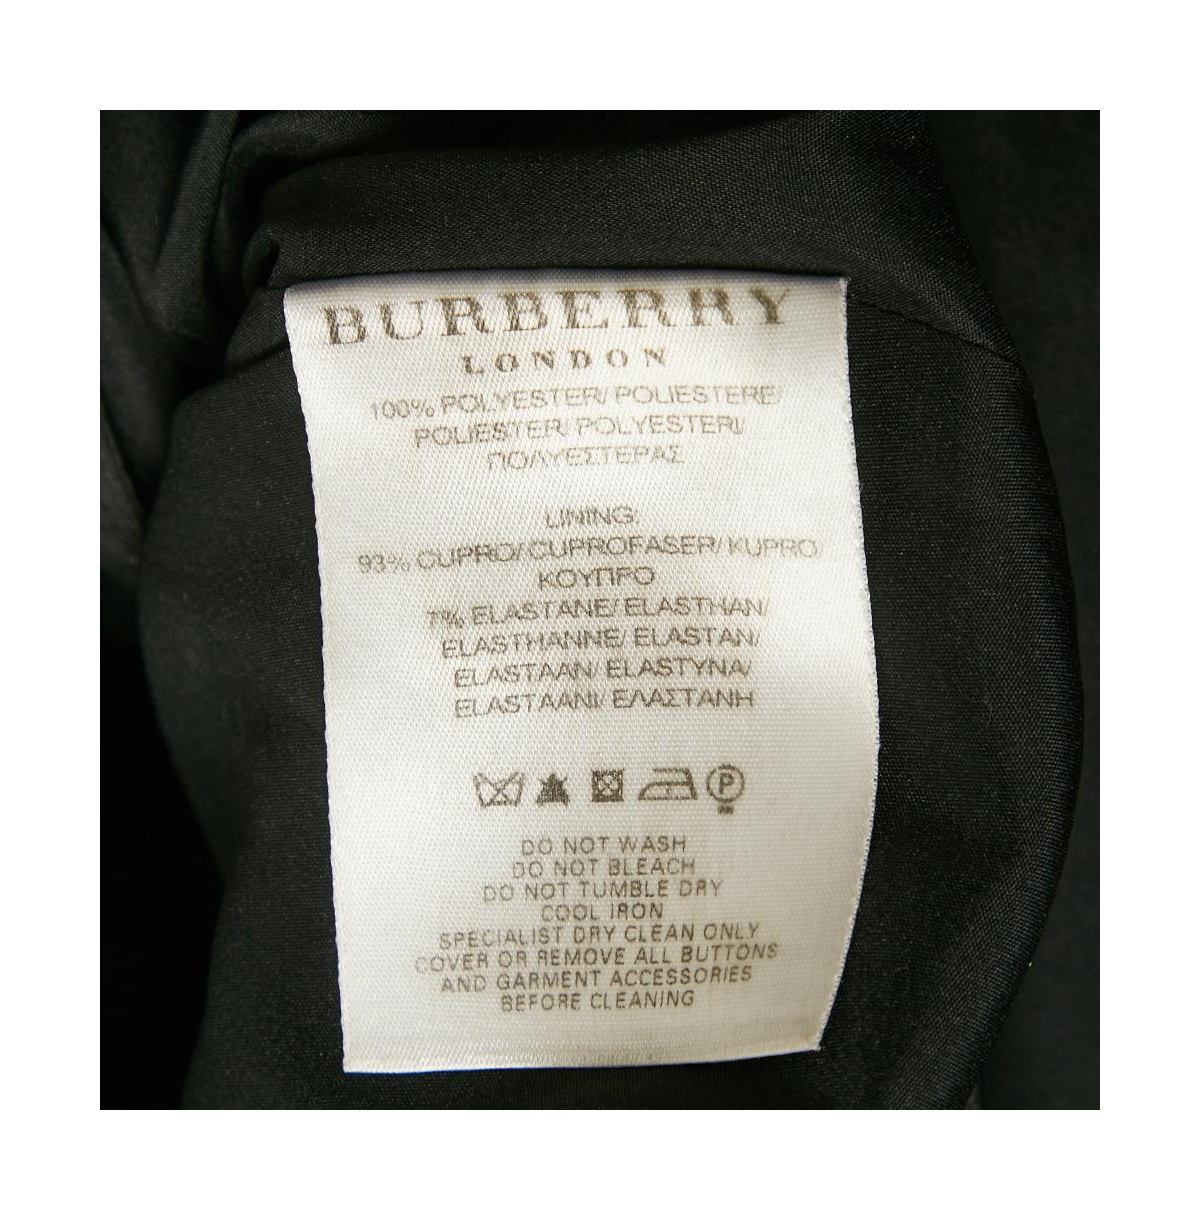 BURBERRY
LONDON
100% POLYESTER/ POLIESTERE/
POLIESTER/ POLYESTERI/
ΠΟΛΥΕΣΤΕΡΑΣ
LINING:
93% CUPRO/ CUPROFASER/ KUPRO
ΚΟΥΠΡΟ
7% ELASTANE/ ELASTHAN/
ELASTHANNE/ ELASTAN/
ELASTAAN/ ELASTYNA/
ELASTAANI/ ΕΛΑΣΤΑΝΗ
P
DO NOT WASH
DO NOT BLEACH
DO NOT TUMBLE DRY
COOL IRON
SPECIALIST DRY CLEAN ONLY
COVER OR REMOVE ALL BUTTONS
AND GARMENT ACCESSORIES
BEFORE CLEANING